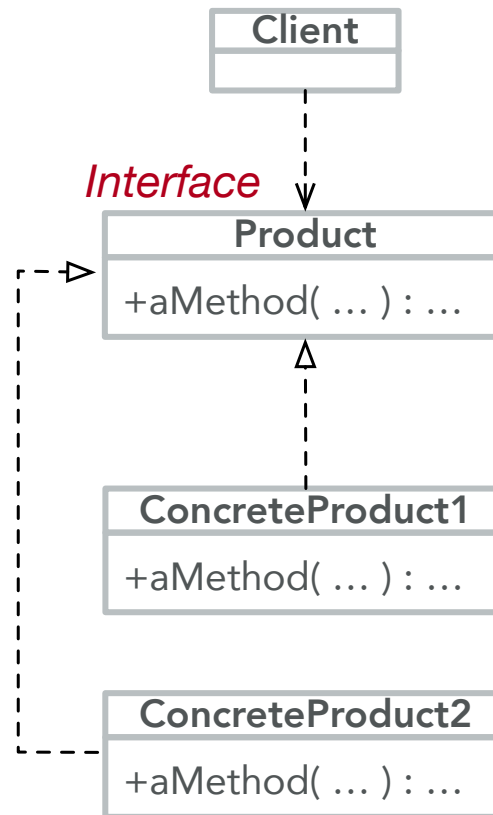 Client
Interface
Product
+aMethod( … ) : …
ConcreteProduct1
+aMethod( … ) : …
ConcreteProduct2
+aMethod( … ) : …